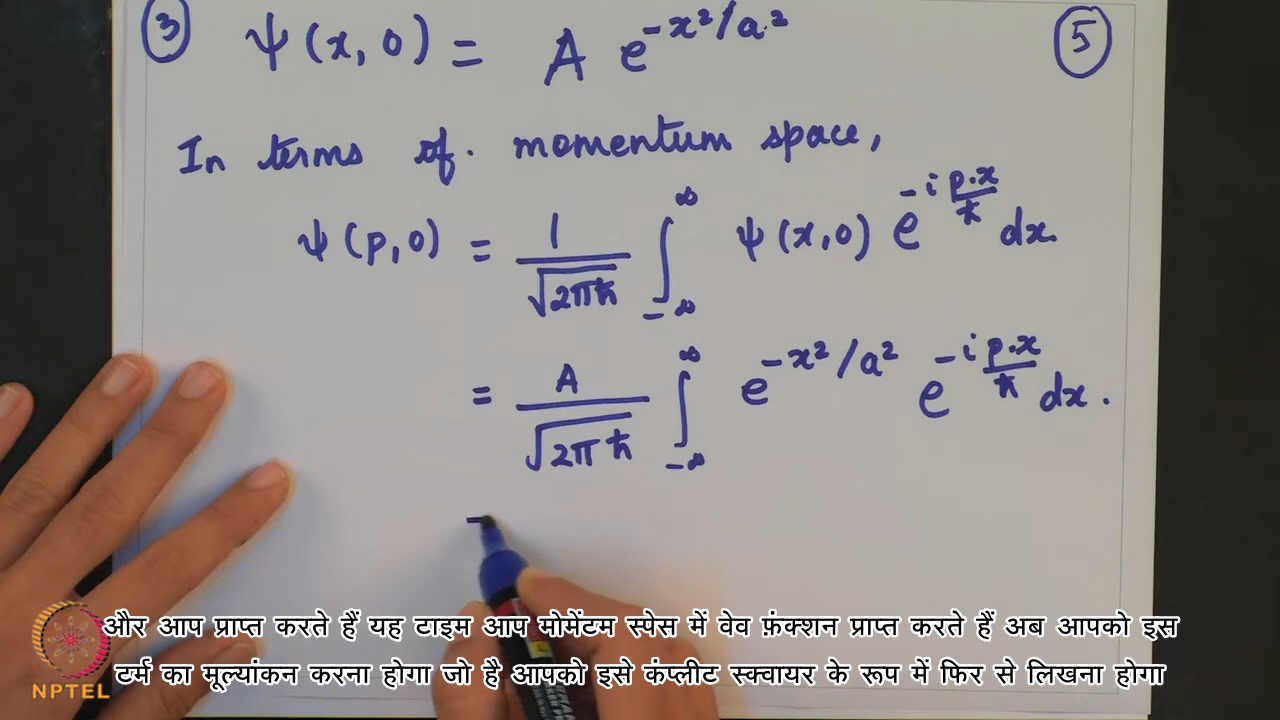 ③ ψ(x,0) = A e^{-x²/a²} ⑤
In terms of. momentum space,
ψ(p,0) = 1/√(2πħ) ∫_{-∞}^{∞} ψ(x,0) e^{-i p·x/ħ} dx
= A/√(2πħ) ∫_{-∞}^{∞} e^{-x²/a²} e^{-i p·x/ħ} dx.
और आप प्राप्त करते हैं यह टाइम आप मोमेंटम स्पेस में वेव फ़ंक्शन प्राप्त करते हैं अब आपको इस
टर्म का मूल्यांकन करना होगा जो है आपको इसे कंप्लीट स्क्वायर के रूप में फिर से लिखना होगा
NPTEL